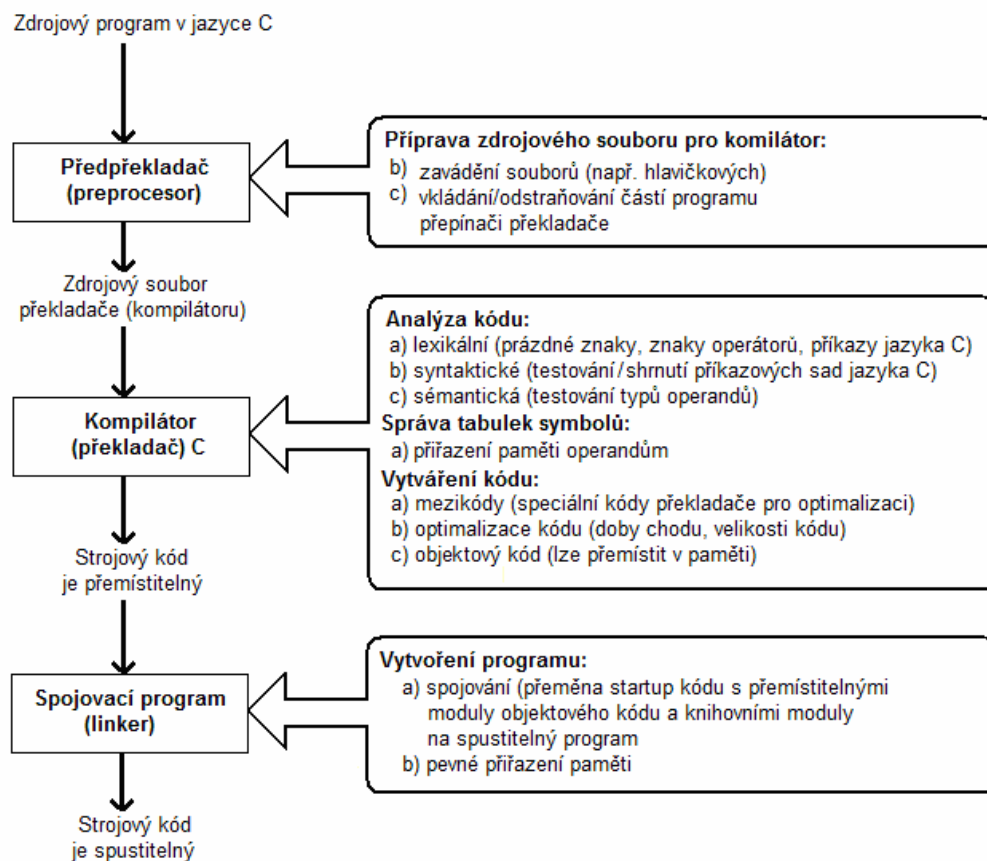 Zdrojový program v jazyce C
Předpřekladač
(preprocesor)
Příprava zdrojového souboru pro komilátor:
b) zavádění souborů (např. hlavičkových)
c) vkládání/odstraňování částí programu
přepínači překladače
Zdrojový soubor
překladače (kompilátoru)
Kompilátor
(překladač) C
Analýza kódu:
a) lexikální (prázdné znaky, znaky operátorů, příkazy jazyka C)
b) syntaktické (testování/shrnutí příkazových sad jazyka C)
c) sémantická (testování typů operandů)
Správa tabulek symbolů:
a) přiřazení paměti operandům
Vytváření kódu:
a) mezikódy (speciální kódy překladače pro optimalizaci)
b) optimalizace kódu (doby chodu, velikosti kódu)
c) objektový kód (lze přemístit v paměti)
Strojový kód
je přemístitelný
Spojovací program
(linker)
Vytvoření programu:
a) spojování (přeměna startup kódu s přemístitelnými
moduly objektového kódu a knihovními moduly
na spustitelný program
b) pevné přiřazení paměti
Strojový kód
je spustitelný